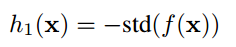 h₁(x) = −std(f(x))